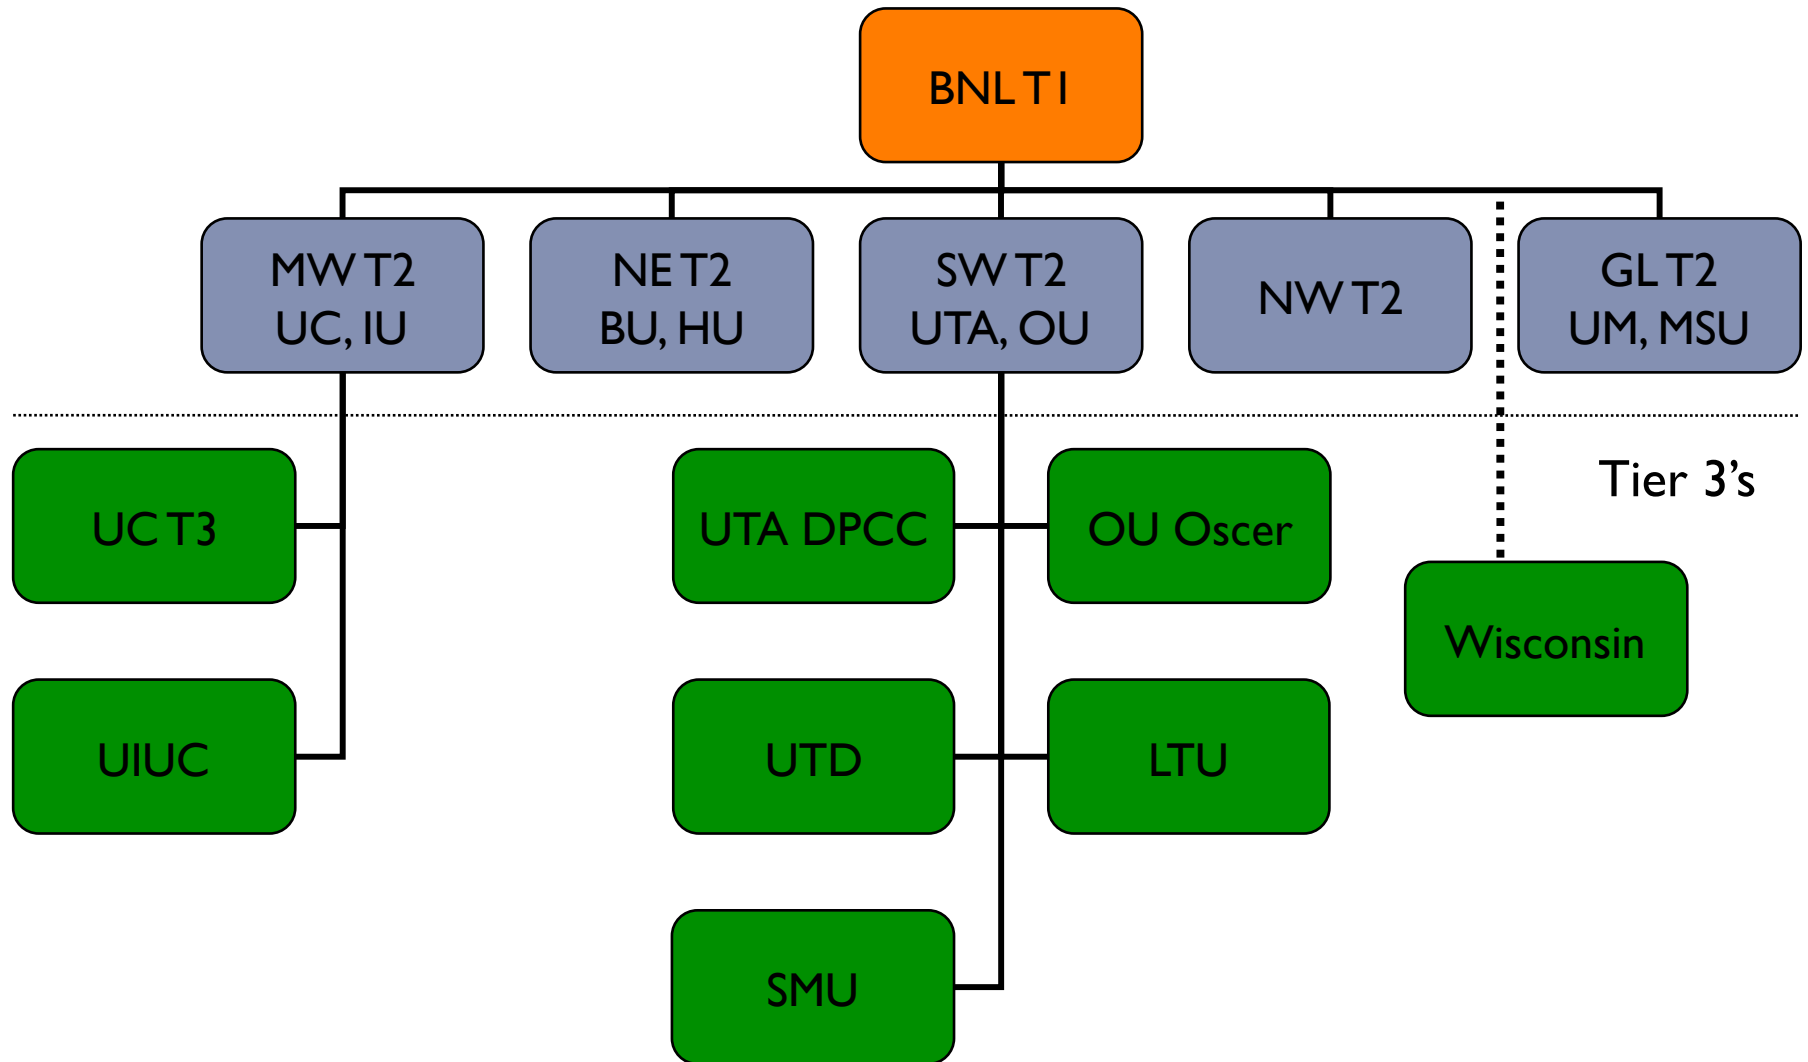 BNL T1
MW T2
UC, IU
NE T2
BU, HU
SW T2
UTA, OU
NW T2
GL T2
UM, MSU
Tier 3’s
UC T3
UTA DPCC
OU Oscer
Wisconsin
UIUC
UTD
LTU
SMU